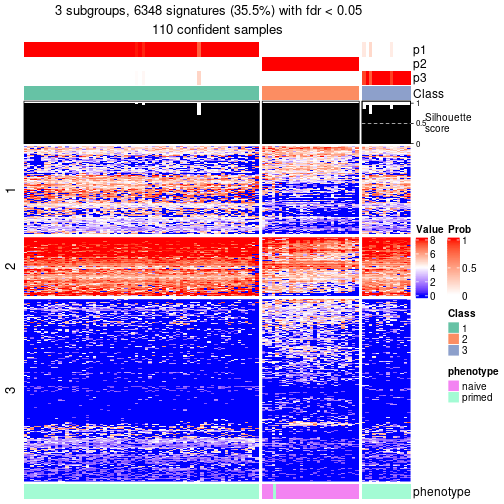 3 subgroups, 6348 signatures (35.5%) with fdr < 0.05
110 confident samples
p1
p2
p3
Class
1
0.5
0
Silhouette
score
1
2
3
Value
8
6
4
2
0
Prob
1
0.5
0
Class
1
2
3
phenotype
naive
primed
phenotype